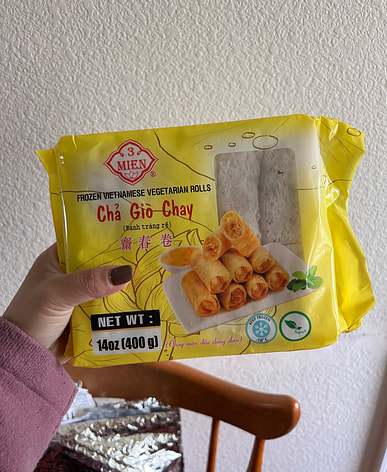 3
MIEN
®
FROZEN VIETNAMESE VEGETARIAN ROLLS
Chả Giò Chay
(Bánh tráng rế)
齋春卷
NET WT :
14oz (400 g)
-18°C